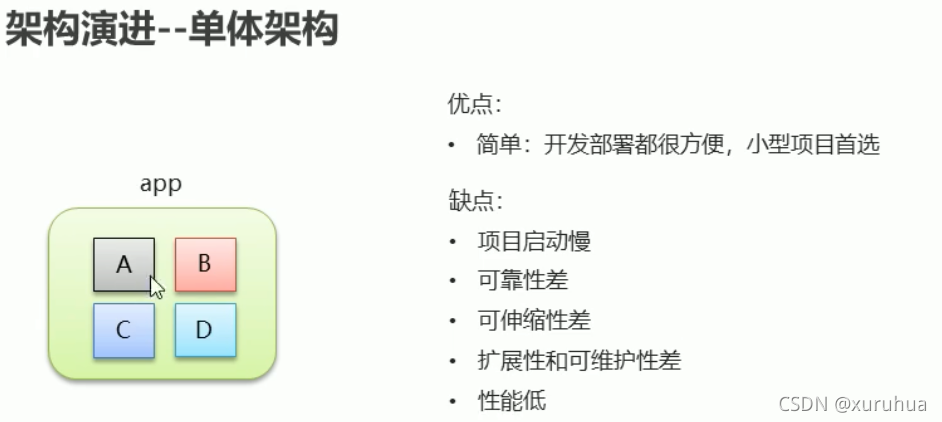 架构演进--单体架构
优点：
• 简单：开发部署都很方便，小型项目首选
app
A
B
C
D
缺点：
• 项目启动慢
• 可靠性差
• 可伸缩性差
• 扩展性和可维护性差
• 性能低
CSDN @xuruhua